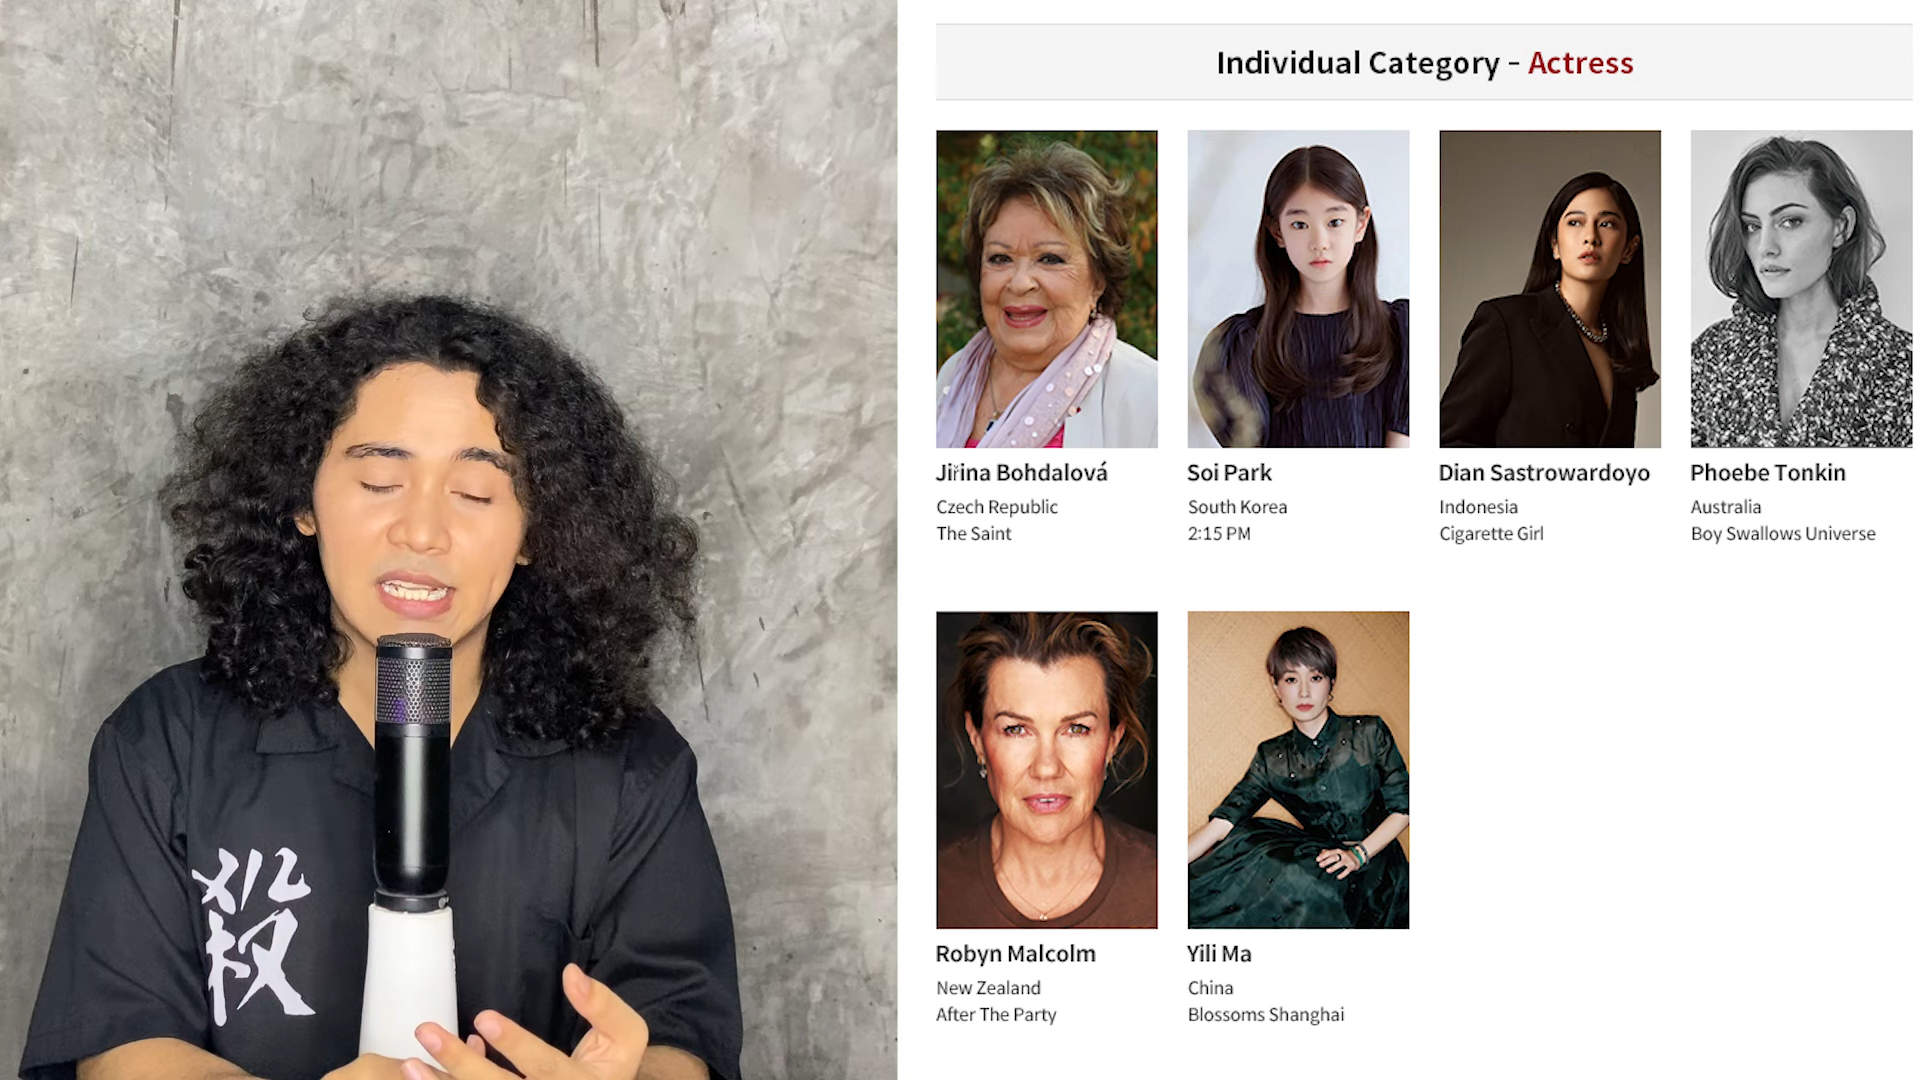 Individual Category - Actress
Jiřina Bohdalová
Czech Republic
The Saint
Soi Park
South Korea
2:15 PM
Dian Sastrowardoyo
Indonesia
Cigarette Girl
Phoebe Tonkin
Australia
Boy Swallows Universe
Robyn Malcolm
New Zealand
After The Party
Yili Ma
China
Blossoms Shanghai
殺